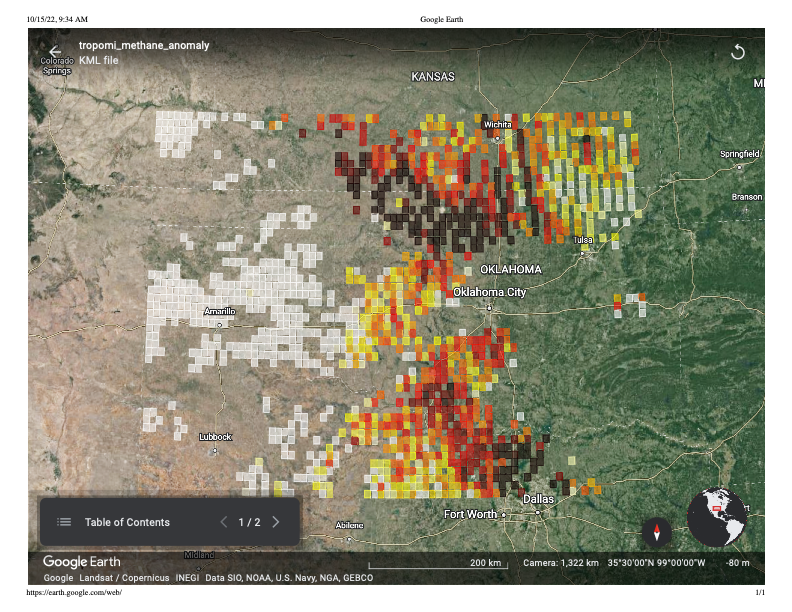 10/15/22, 9:34 AM
Google Earth
tropomi_methane_anomaly
KML file
Colorado
Springs
KANSAS
Wichita
Springfield
Branson
Tulsa
OKLAHOMA
Oklahoma City
Amarillo
Lubbock
Dallas
Fort Worth
Abilene
Midland
Table of Contents
1 / 2
Google Earth
200 km
Camera: 1,322 km
35°30'00"N 99°00'00"W
-80 m
Google Landsat / Copernicus INEGI Data SIO, NOAA, U.S. Navy, NGA, GEBCO
https://earth.google.com/web/
1/1